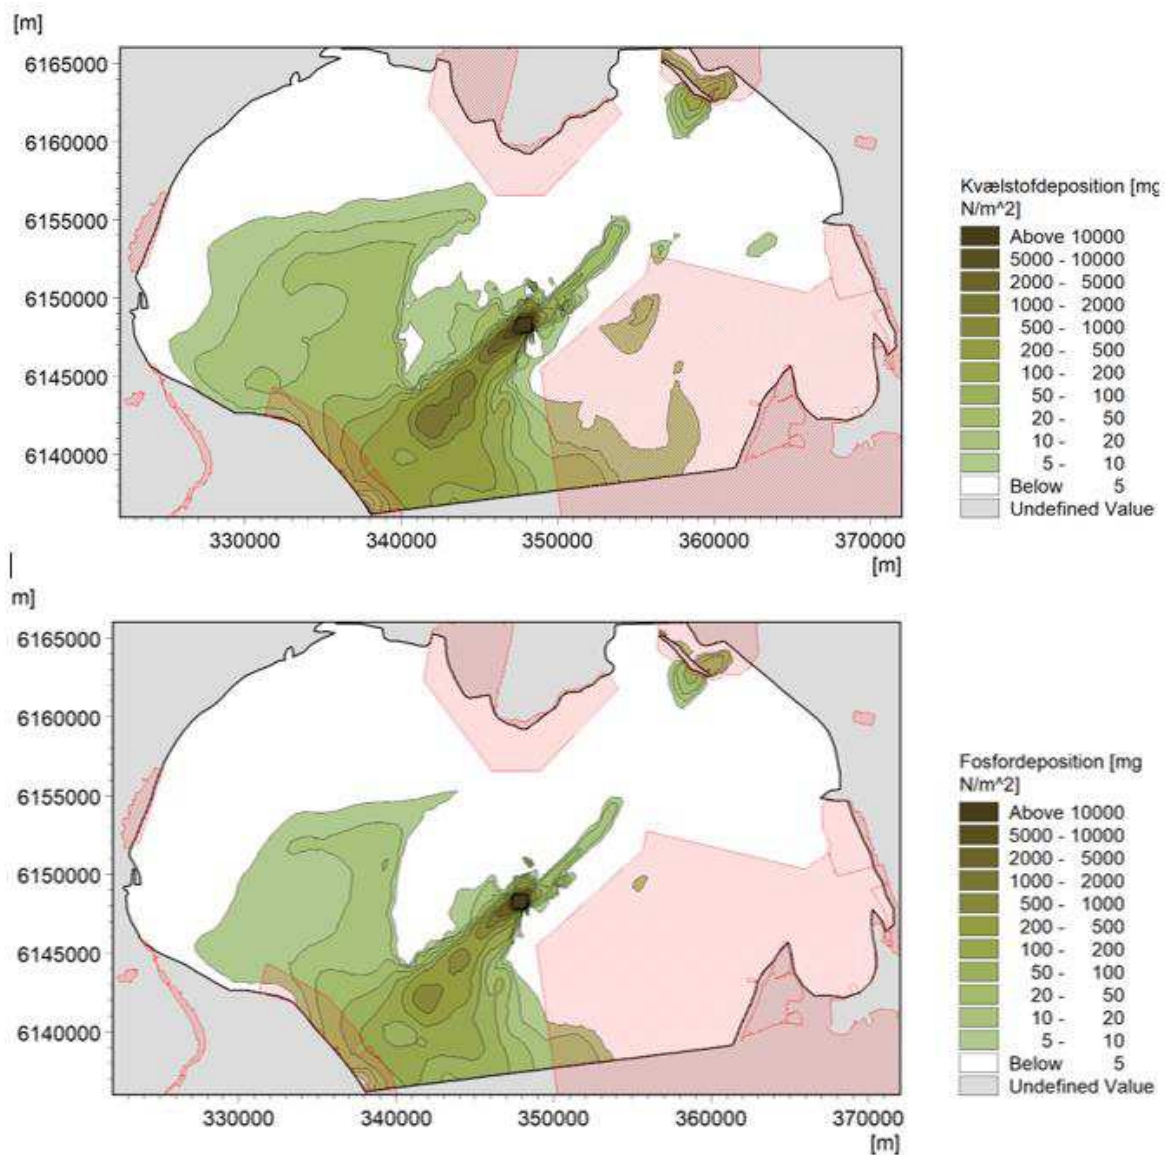 [m]
6165000
6160000
6155000
6150000
6145000
6140000
330000 340000 350000 360000 370000
[m]
Kvælstofdeposition [mg
N/m^2]
Above 10000
5000 - 10000
2000 - 5000
1000 - 2000
500 - 1000
200 - 500
100 - 200
50 - 100
20 - 50
10 - 20
5 - 10
Below 5
Undefined Value
m]
6165000
6160000
6155000
6150000
6145000
6140000
330000 340000 350000 360000 370000
[m]
Fosfordeposition [mg
N/m^2]
Above 10000
5000 - 10000
2000 - 5000
1000 - 2000
500 - 1000
200 - 500
100 - 200
50 - 100
20 - 50
10 - 20
5 - 10
Below 5
Undefined Value